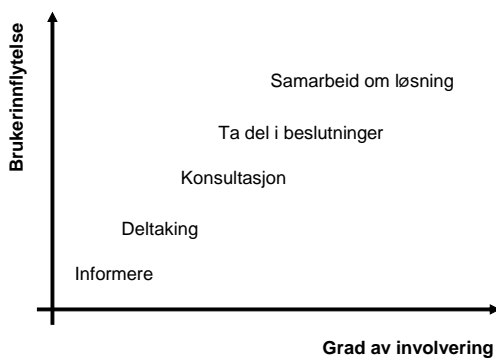 Brukerinnflytelse
Samarbeid om løsning
Ta del i beslutninger
Konsultasjon
Deltaking
Informere
Grad av involvering